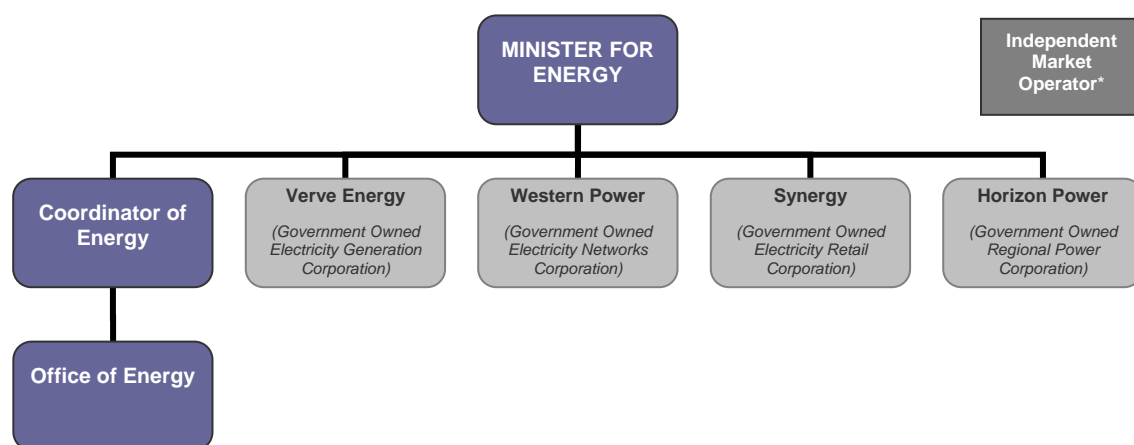 MINISTER FOR
ENERGY
Independent
Market
Operator*
Coordinator of
Energy
Verve Energy
(Government Owned
Electricity Generation
Corporation)
Western Power
(Government Owned
Electricity Networks
Corporation)
Synergy
(Government Owned
Electricity Retail
Corporation)
Horizon Power
(Government Owned
Regional Power
Corporation)
Office of Energy